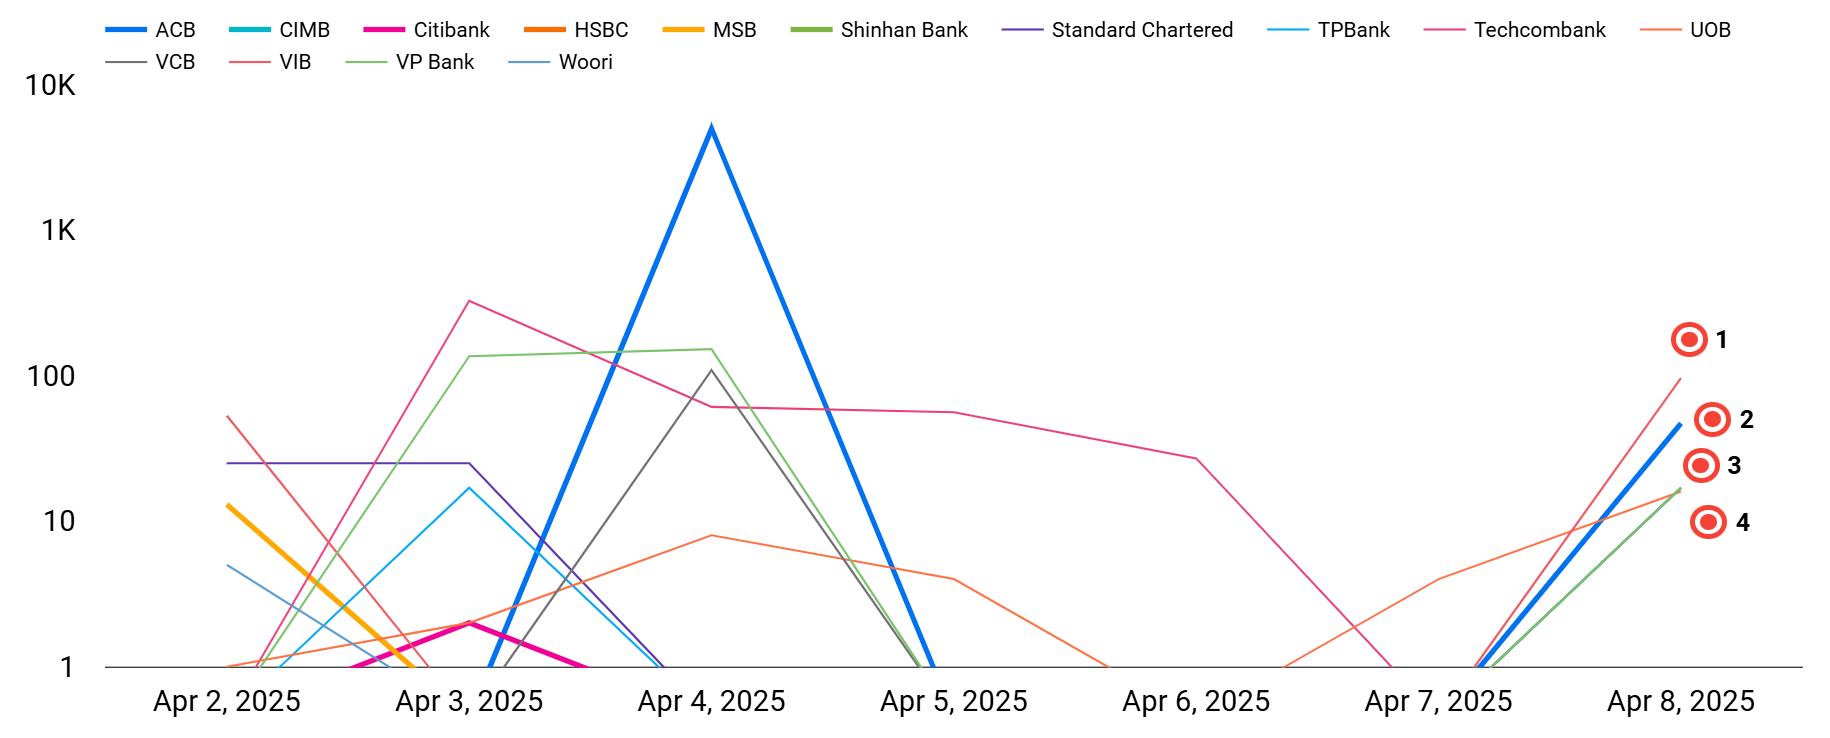 ACB CIMB Citibank HSBC MSB Shinhan Bank Standard Chartered TPBank Techcombank UOB
VCB VIB VP Bank Woori
10K
1K
100
10
1
1
2
3
4
Apr 2, 2025 Apr 3, 2025 Apr 4, 2025 Apr 5, 2025 Apr 6, 2025 Apr 7, 2025 Apr 8, 2025